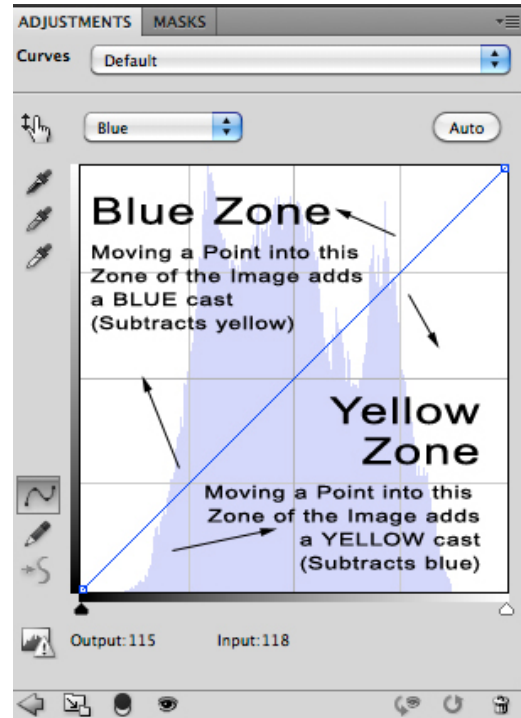 ADJUSTMENTS MASKS
Curves Default
Blue Auto
Blue Zone
Moving a Point into this
Zone of the Image adds
a BLUE cast
(Subtracts yellow)
Yellow
Zone
Moving a Point into this
Zone of the Image adds
a YELLOW cast
(Subtracts blue)
Output:115 Input:118